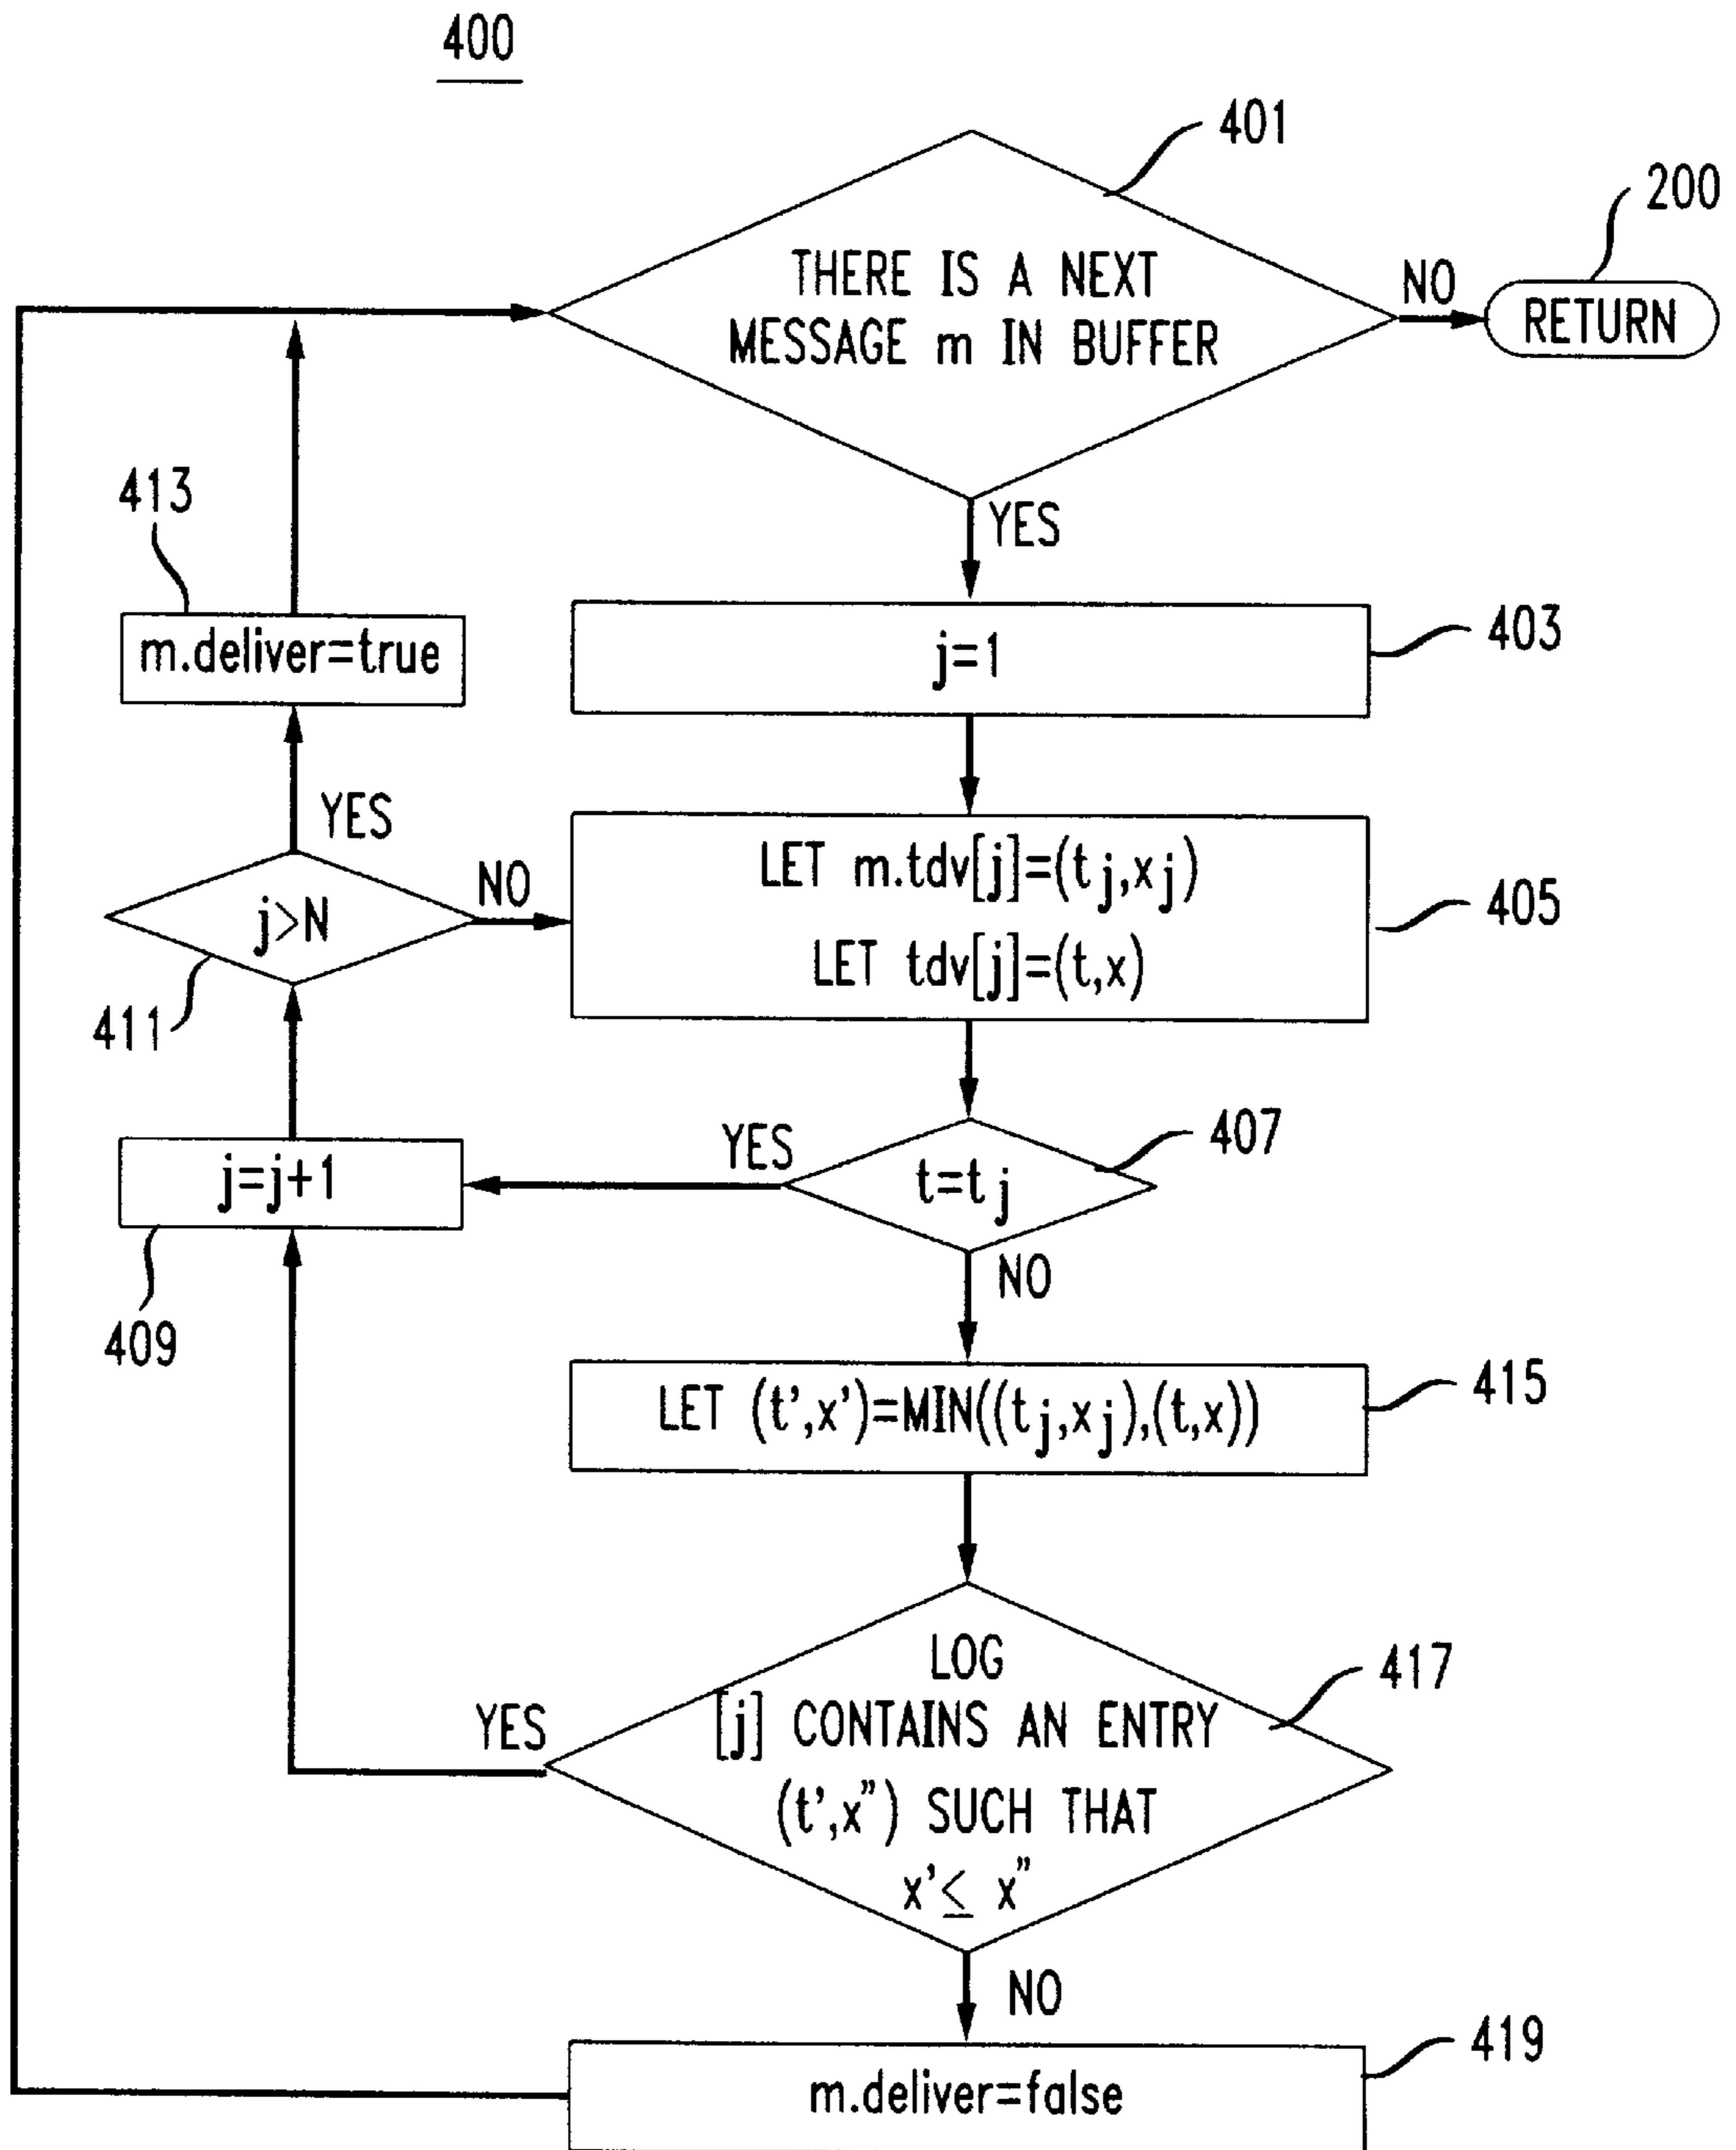 400
401
200
THERE IS A NEXT
MESSAGE m IN BUFFER
NO
RETURN
YES
413
m.deliver=true
j=1
403
YES
j>N
NO
411
LET m.tdv[j]=(tj,xj)
LET tdv[j]=(t,x)
405
j=j+1
409
YES
t=tj
407
NO
LET (t',x')=MIN((tj,xj),(t,x))
415
LOG
[j] CONTAINS AN ENTRY
(t',x") SUCH THAT
x'≤ x"
417
YES
NO
m.deliver=false
419